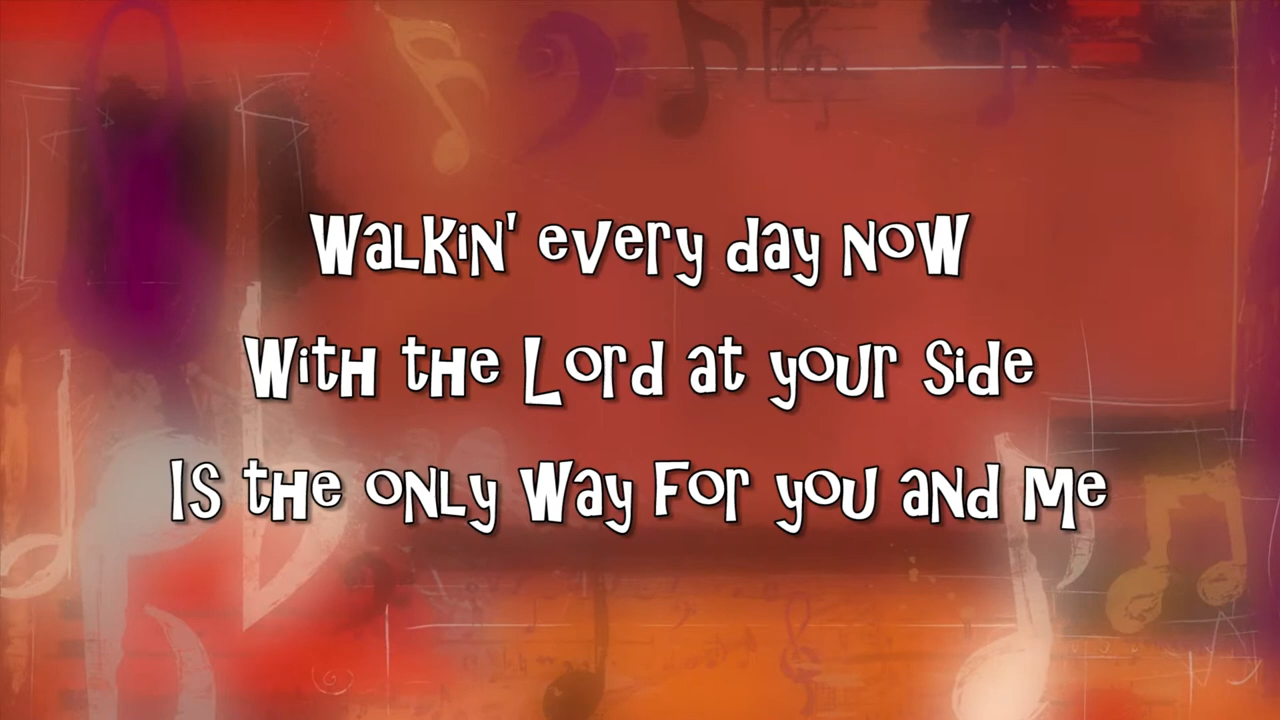 Walkin' every day now
With the Lord at your side
Is the only way for you and me